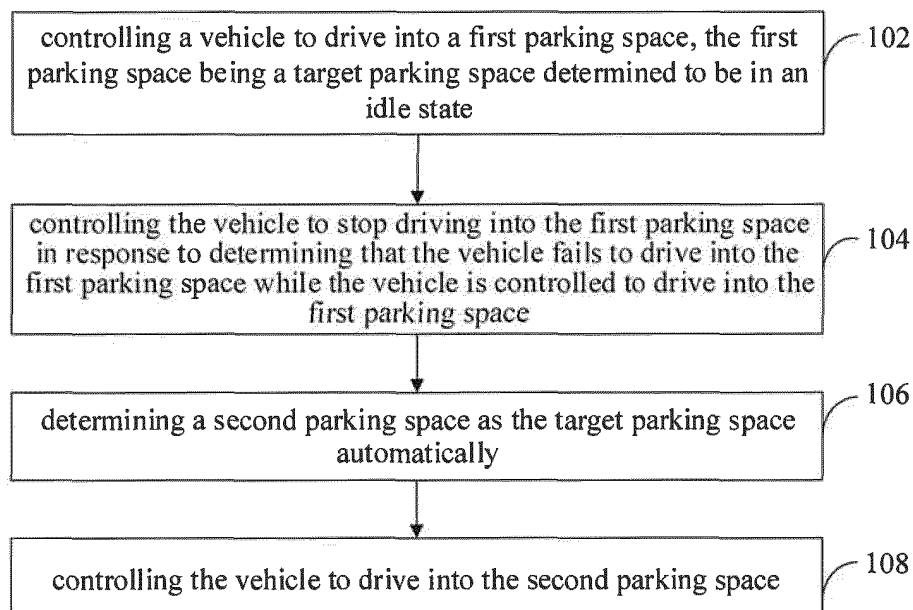 controlling a vehicle to drive into a first parking space, the first
parking space being a target parking space determined to be in an
idle state
102
controlling the vehicle to stop driving into the first parking space
in response to determining that the vehicle fails to drive into the
first parking space while the vehicle is controlled to drive into the
first parking space
104
determining a second parking space as the target parking space
automatically
106
controlling the vehicle to drive into the second parking space
108